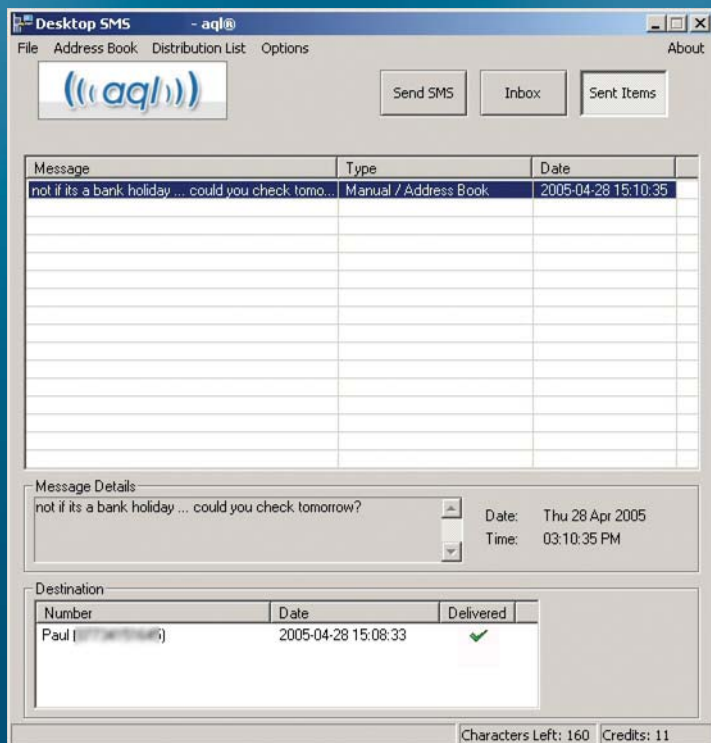 Desktop SMS - aql®
File Address Book Distribution List Options About
(((aql)))
Send SMS Inbox Sent Items
Message Type Date
not if its a bank holiday ... could you check tomo... Manual / Address Book 2005-04-28 15:10:35
Message Details
not if its a bank holiday ... could you check tomorrow?
Date: Thu 28 Apr 2005
Time: 03:10:35 PM
Destination
Number Date Delivered
Paul ( ) 2005-04-28 15:08:33
Characters Left: 160 Credits: 11